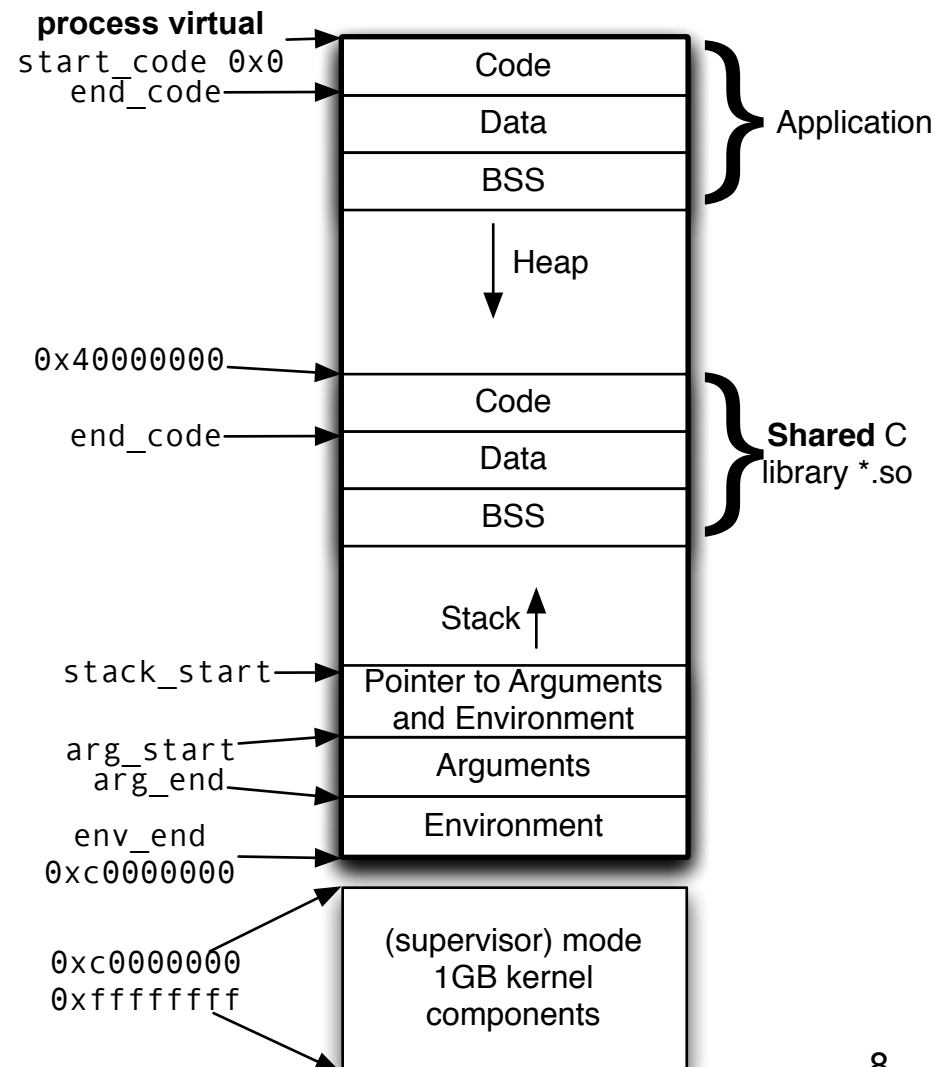 process virtual
start_code 0x0
end_code
Code
Data
BSS
Application
Heap
0x40000000
end_code
Code
Data
BSS
Shared C
library *.so
Stack
stack_start
Pointer to Arguments
and Environment
arg_start
arg_end
Arguments
env_end
0xc0000000
Environment
0xc0000000
0xffffffff
(supervisor) mode
1GB kernel
components
8